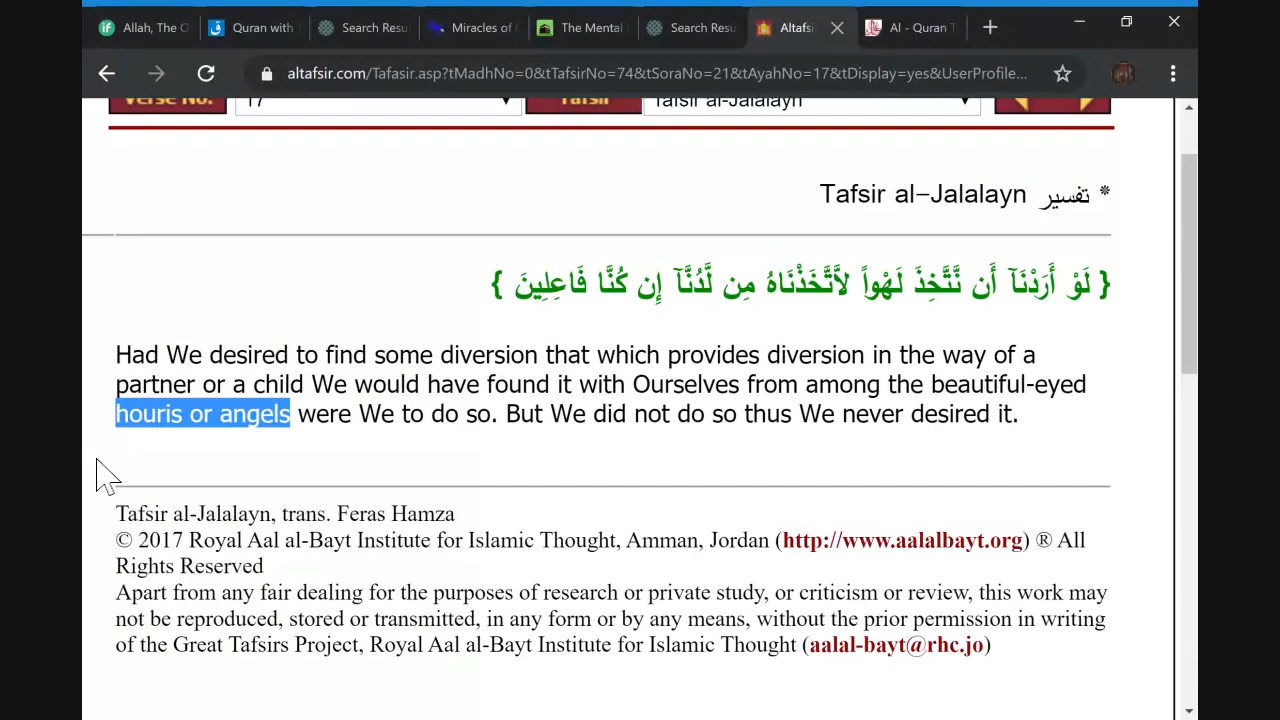 Allah, The O
Quran with
Search Resu
Miracles of
The Mental
Search Resu
Altafsi
Al - Quran T
altafsir.com/Tafasir.asp?tMadhNo=0&tTafsirNo=74&tSoraNo=21&tAyahNo=17&tDisplay=yes&UserProfile...
Verse No. 17 Tafsir Tafsir al-Jalalayn
* تفسير Tafsir al-Jalalayn
{ لَوْ أَرَدْنَآ أَن نَّتَّخِذَ لَهْواً لاَّتَّخَذْنَاهُ مِن لَّدُنَّآ إِن كُنَّا فَاعِلِينَ }
Had We desired to find some diversion that which provides diversion in the way of a
partner or a child We would have found it with Ourselves from among the beautiful-eyed
houris or angels were We to do so. But We did not do so thus We never desired it.
Tafsir al-Jalalayn, trans. Feras Hamza
© 2017 Royal Aal al-Bayt Institute for Islamic Thought, Amman, Jordan (http://www.aalalbayt.org) ® All
Rights Reserved
Apart from any fair dealing for the purposes of research or private study, or criticism or review, this work may
not be reproduced, stored or transmitted, in any form or by any means, without the prior permission in writing
of the Great Tafsirs Project, Royal Aal al-Bayt Institute for Islamic Thought (aalal-bayt@rhc.jo)